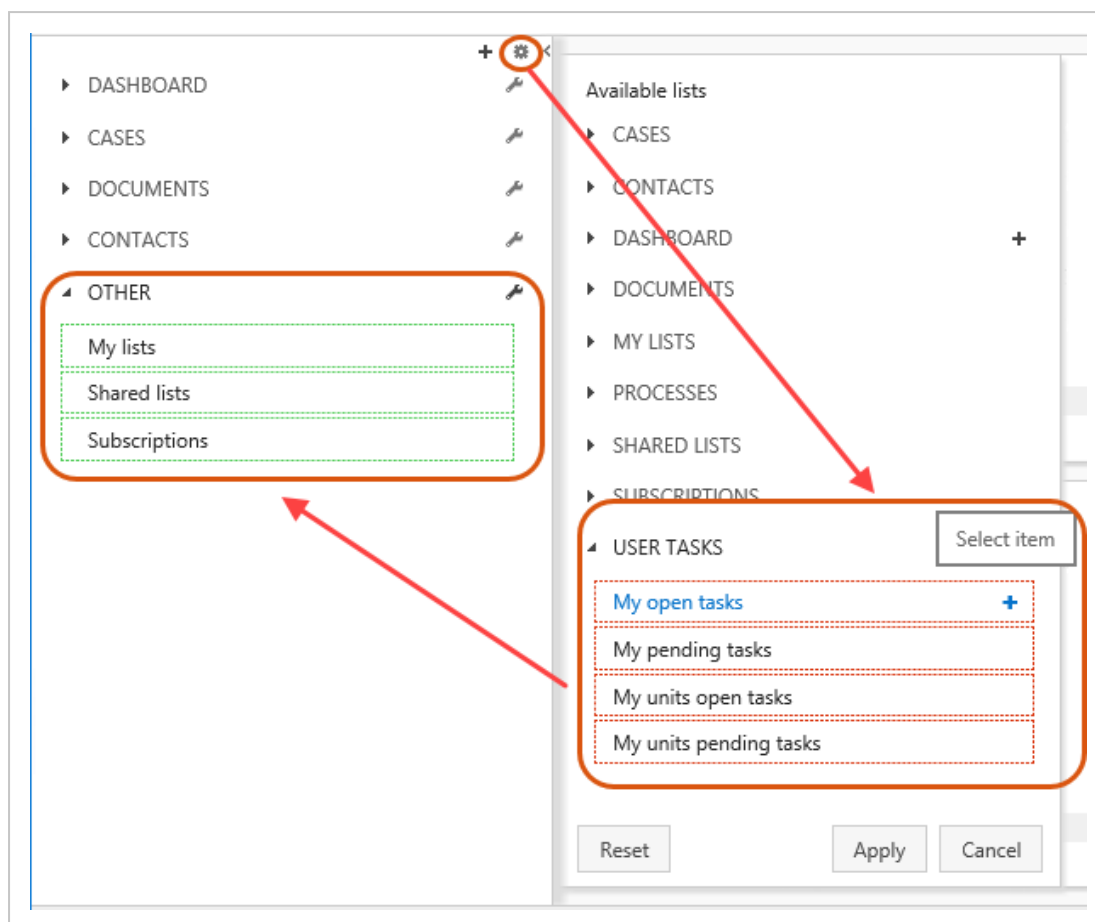 DASHBOARD
CASES
DOCUMENTS
CONTACTS
OTHER
My lists
Shared lists
Subscriptions
Available lists
CASES
CONTACTS
DASHBOARD
DOCUMENTS
MY LISTS
PROCESSES
SHARED LISTS
SUBSCRIPTIONS
USER TASKS
Select item
My open tasks
My pending tasks
My units open tasks
My units pending tasks
Reset
Apply
Cancel